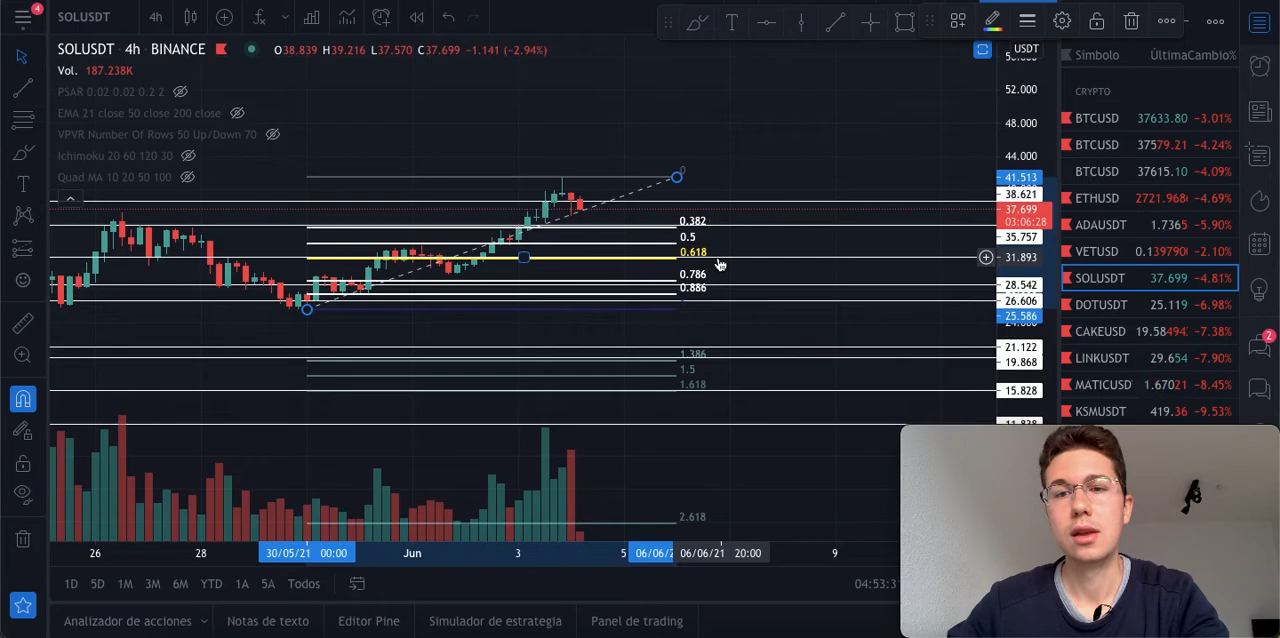 4
SOLUSDT
4h
SOLUSDT · 4h · BINANCE
O38.839 H39.216 L37.570 C37.699 -1.141 (-2.94%)
Vol. 187.238K
PSAR 0.02 0.02 0.2 2
EMA 21 close 50 close 200 close
VPVR Number Of Rows 50 Up/Down 70
Ichimoku 20 60 120 30
Quad MA 10 20 50 100
0
0.382
0.5
0.618
0.786
0.886
1.386
1.5
1.618
2.618
USDT
52.000
48.000
44.000
41.513
38.621
37.699
03:06:28
35.757
31.893
28.542
26.606
25.586
21.122
19.868
15.828
Símbolo ÚltimaCambio%
CRYPTO
BTCUSD 37633.80 -3.01%
BTCUSD 37579.21 -4.24%
BTCUSD 37615.10 -4.09%
ETHUSD 2721.968 -4.69%
ADAUSDT 1.7365 -5.90%
VETUSD 0.139790 -2.10%
SOLUSDT 37.699 -4.81%
DOTUSDT 25.119 -6.98%
CAKEUSD 19.584 -7.38%
LINKUSDT 29.654 -7.90%
MATICUSD 1.67021 -8.45%
KSMUSDT 419.36 -9.53%
2
26 28 30/05/21 00:00 Jun 3 5 06/06/2 06/06/21 20:00 9
1D 5D 1M 3M 6M YTD 1A 5A Todos
04:53:3
Analizador de acciones Notas de texto Editor Pine Simulador de estrategia Panel de trading